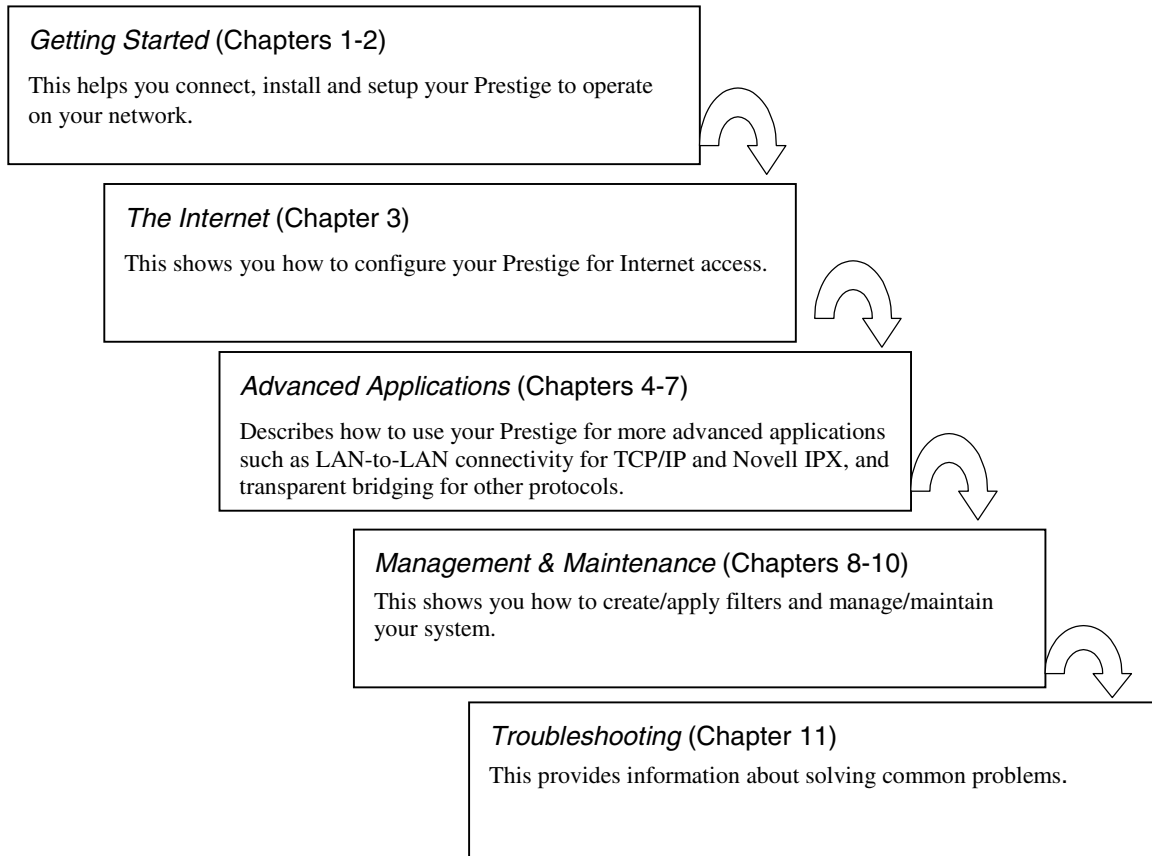 Getting Started (Chapters 1-2)
This helps you connect, install and setup your Prestige to operate
on your network.
The Internet (Chapter 3)
This shows you how to configure your Prestige for Internet access.
Advanced Applications (Chapters 4-7)
Describes how to use your Prestige for more advanced applications
such as LAN-to-LAN connectivity for TCP/IP and Novell IPX, and
transparent bridging for other protocols.
Management & Maintenance (Chapters 8-10)
This shows you how to create/apply filters and manage/maintain
your system.
Troubleshooting (Chapter 11)
This provides information about solving common problems.